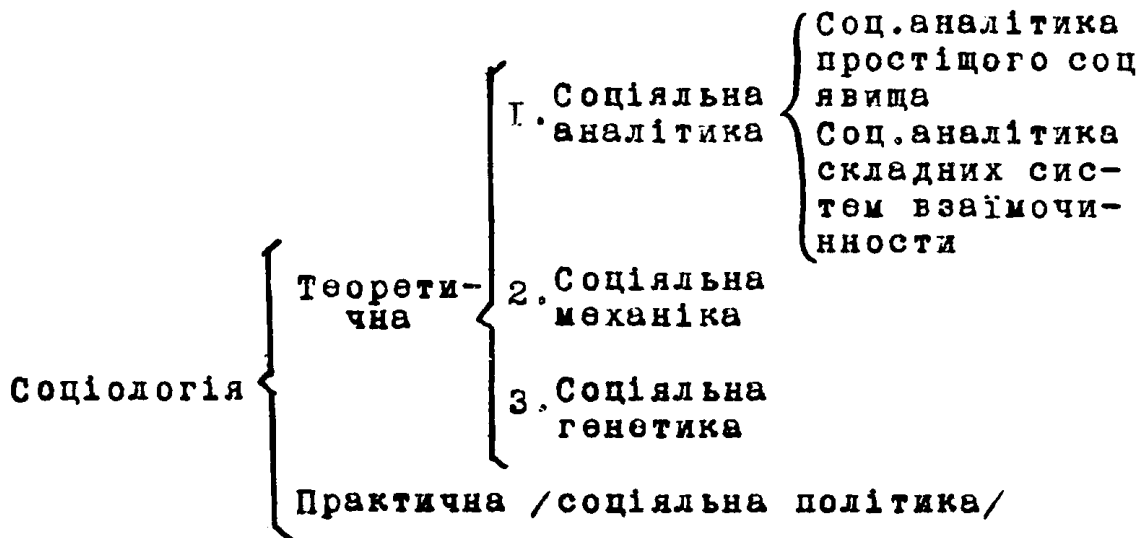 Соц.аналітика
простіщого соц
явища
І. Соціяльна
аналітика
Соц.аналітика
складних сис-
тем взаїмочи-
нности
Теорети-
чна
2. Соціяльна
механіка
Соціологія
3. Соціяльна
генетика
Практична /соціяльна політика/